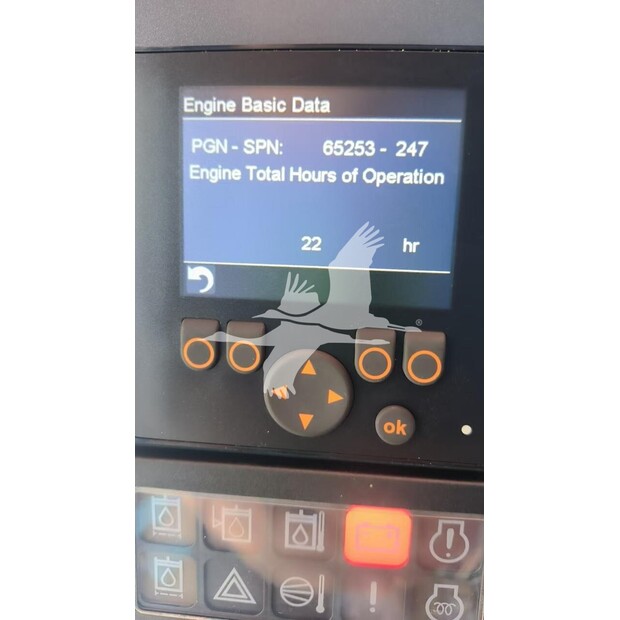 Engine Basic Data
PGN - SPN: 65253 - 247
Engine Total Hours of Operation
22 hr
®
ok